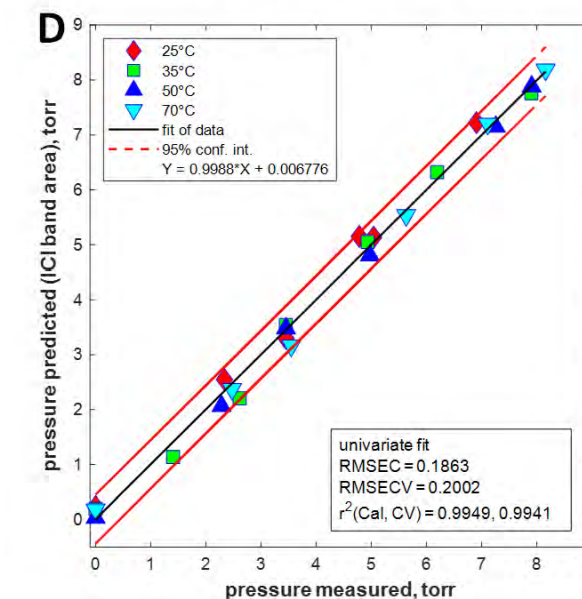 D
25°C
35°C
50°C
70°C
fit of data
95% conf. int.
Y = 0.9988*X + 0.006776
univariate fit
RMSEC = 0.1863
RMSECV = 0.2002
r²(Cal, CV) = 0.9949, 0.9941
pressure predicted (ICl band area), torr
9
8
7
6
5
4
3
2
1
0
0 1 2 3 4 5 6 7 8
pressure measured, torr